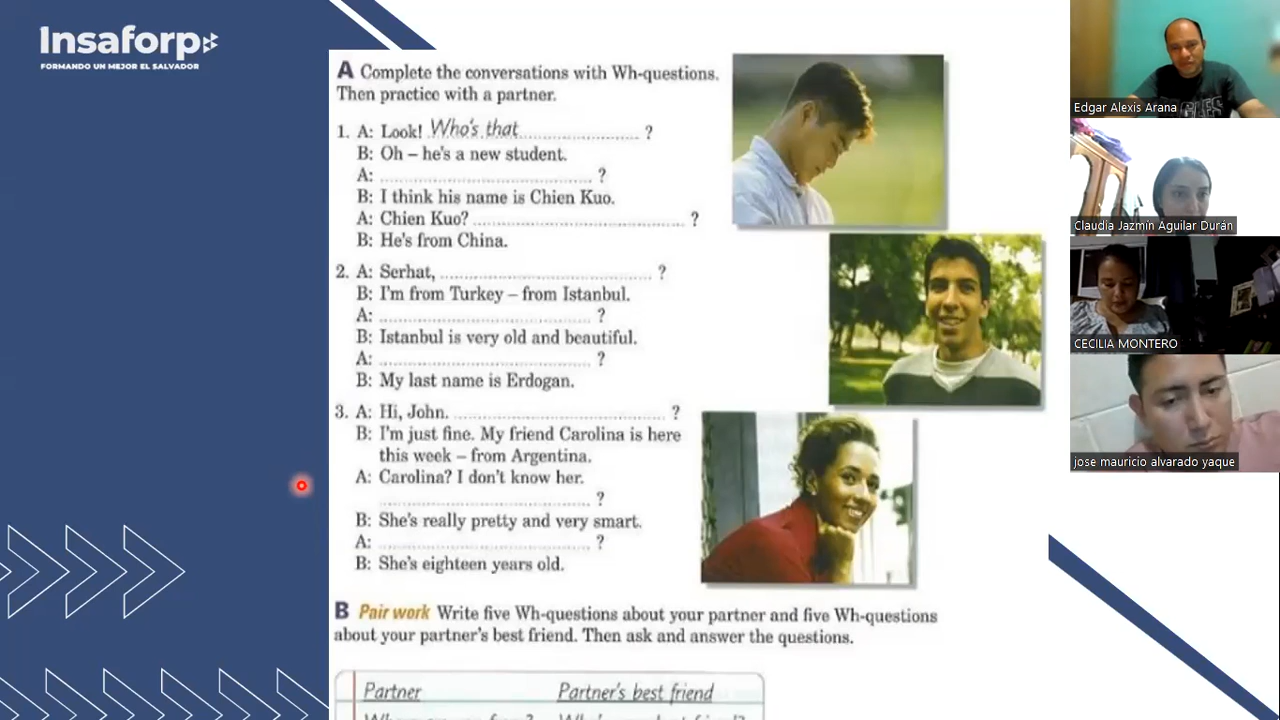 Insaforp
FORMANDO UN MEJOR EL SALVADOR
A Complete the conversations with Wh-questions.
Then practice with a partner.
1. A: Look! Who's that ?
B: Oh – he's a new student.
A: ?
B: I think his name is Chien Kuo.
A: Chien Kuo? ?
B: He's from China.
2. A: Serhat, ?
B: I'm from Turkey – from Istanbul.
A: ?
B: Istanbul is very old and beautiful.
A: ?
B: My last name is Erdogan.
3. A: Hi, John. ?
B: I'm just fine. My friend Carolina is here
this week – from Argentina.
A: Carolina? I don't know her.
?
B: She's really pretty and very smart.
A: ?
B: She's eighteen years old.
B Pair work Write five Wh-questions about your partner and five Wh-questions
about your partner's best friend. Then ask and answer the questions.
Partner Partner's best friend
Edgar Alexis Arana
Claudia Jazmín Aguilar Durán
CECILIA MONTERO
jose mauricio alvarado yaque